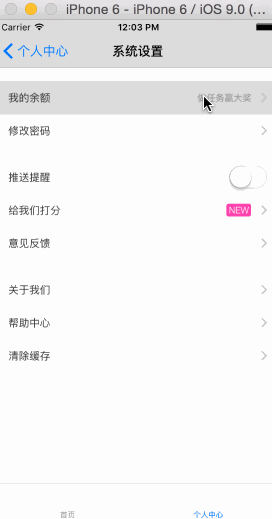 iPhone 6 - iPhone 6 / iOS 9.0 (...
Carrier 12:03 PM
个人中心 系统设置
我的余额 做任务赢大奖
修改密码
推送提醒
给我们打分 NEW
意见反馈
关于我们
帮助中心
清除缓存
首页 个人中心